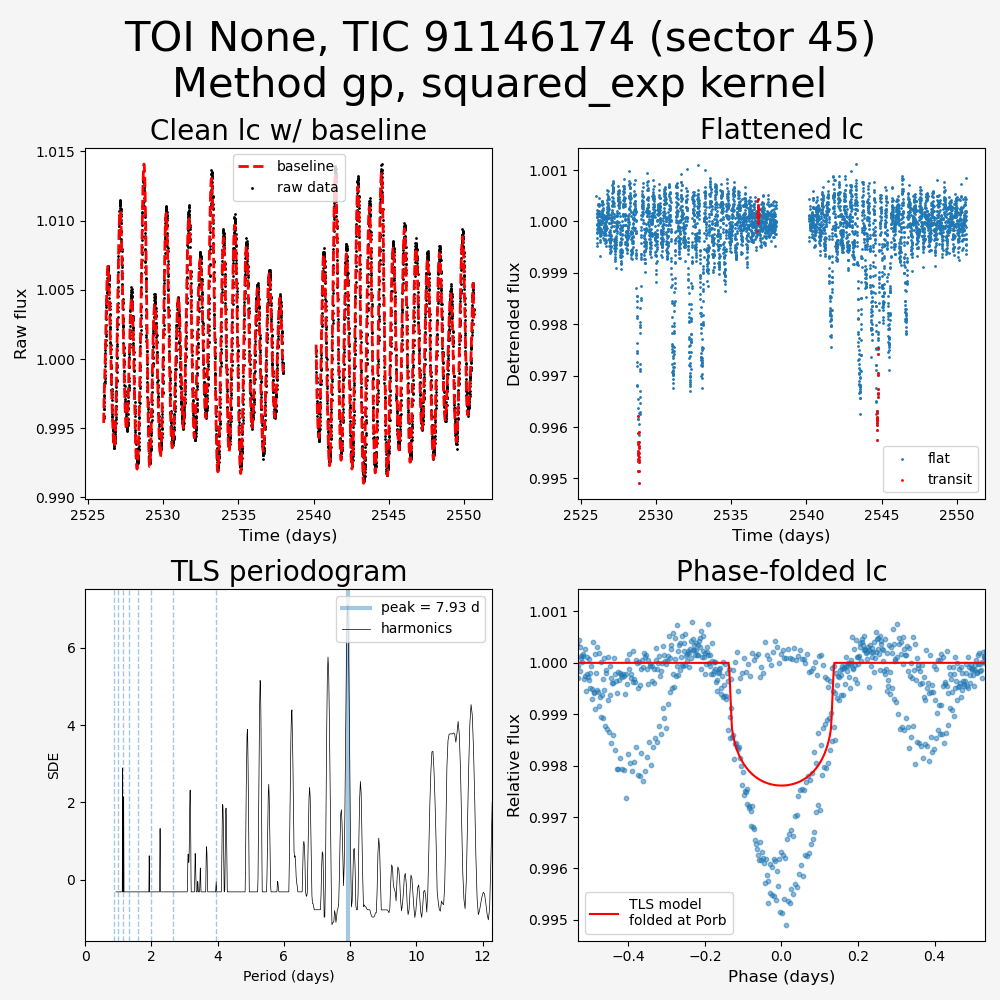 TOI None, TIC 91146174 (sector 45)
Method gp, squared_exp kernel
Clean lc w/ baseline
1.015
1.010
1.005
1.000
0.995
0.990
Raw flux
baseline
raw data
2525
2530
2535
2540
2545
2550
Time (days)
Flattened lc
1.001
1.000
0.999
0.998
0.997
0.996
0.995
Detrended flux
flat
transit
2525
2530
2535
2540
2545
2550
Time (days)
TLS periodogram
6
4
2
0
SDE
peak = 7.93 d
harmonics
0
2
4
6
8
10
12
Period (days)
Phase-folded lc
1.001
1.000
0.999
0.998
0.997
0.996
0.995
Relative flux
TLS model
folded at Porb
−0.4
−0.2
0.0
0.2
0.4
Phase (days)